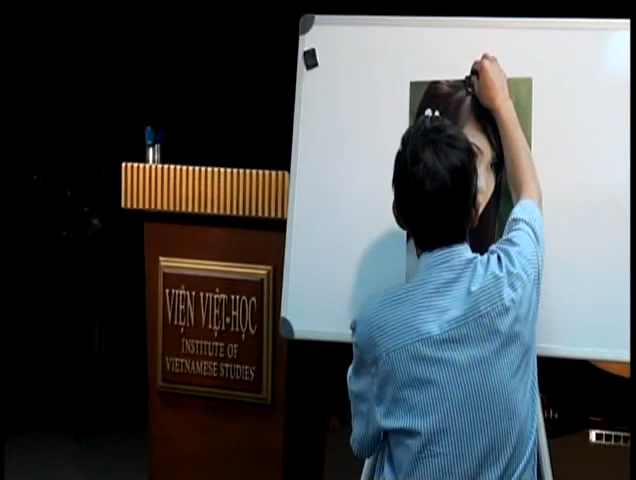 VIỆN VIỆT-HỌC
INSTITUTE OF
VIETNAMESE STUDIES